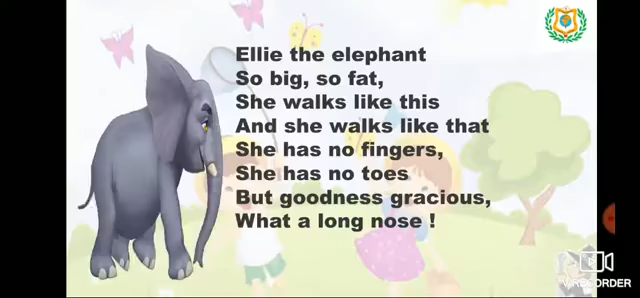 Ellie the elephant
So big, so fat,
She walks like this
And she walks like that
She has no fingers,
She has no toes
But goodness gracious,
What a long nose !
V.RECORDER